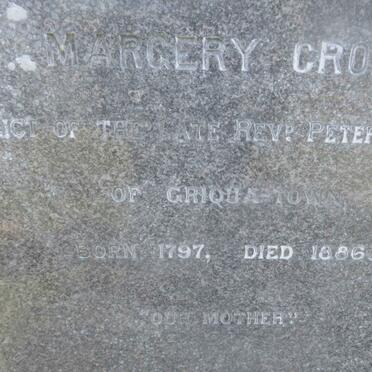 MARGERY CRO
ICT OF THE LATE REVD PETER
OF GRIQUA-TOWN,
BORN 1797, DIED 1886
"OUR MOTHER"